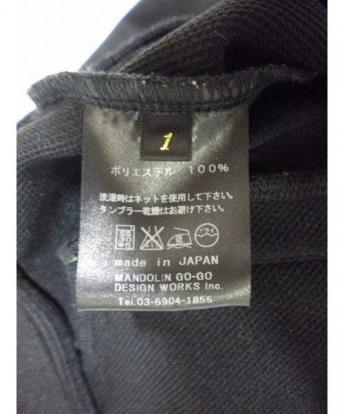 1
ポリエステル 100%
洗濯時はネットを使用して下さい。
タンブラー乾燥はお避け下さい。
made in JAPAN
MANDOLIN GO-GO
DESIGN WORKS Inc.
Tel.03-5904-1855